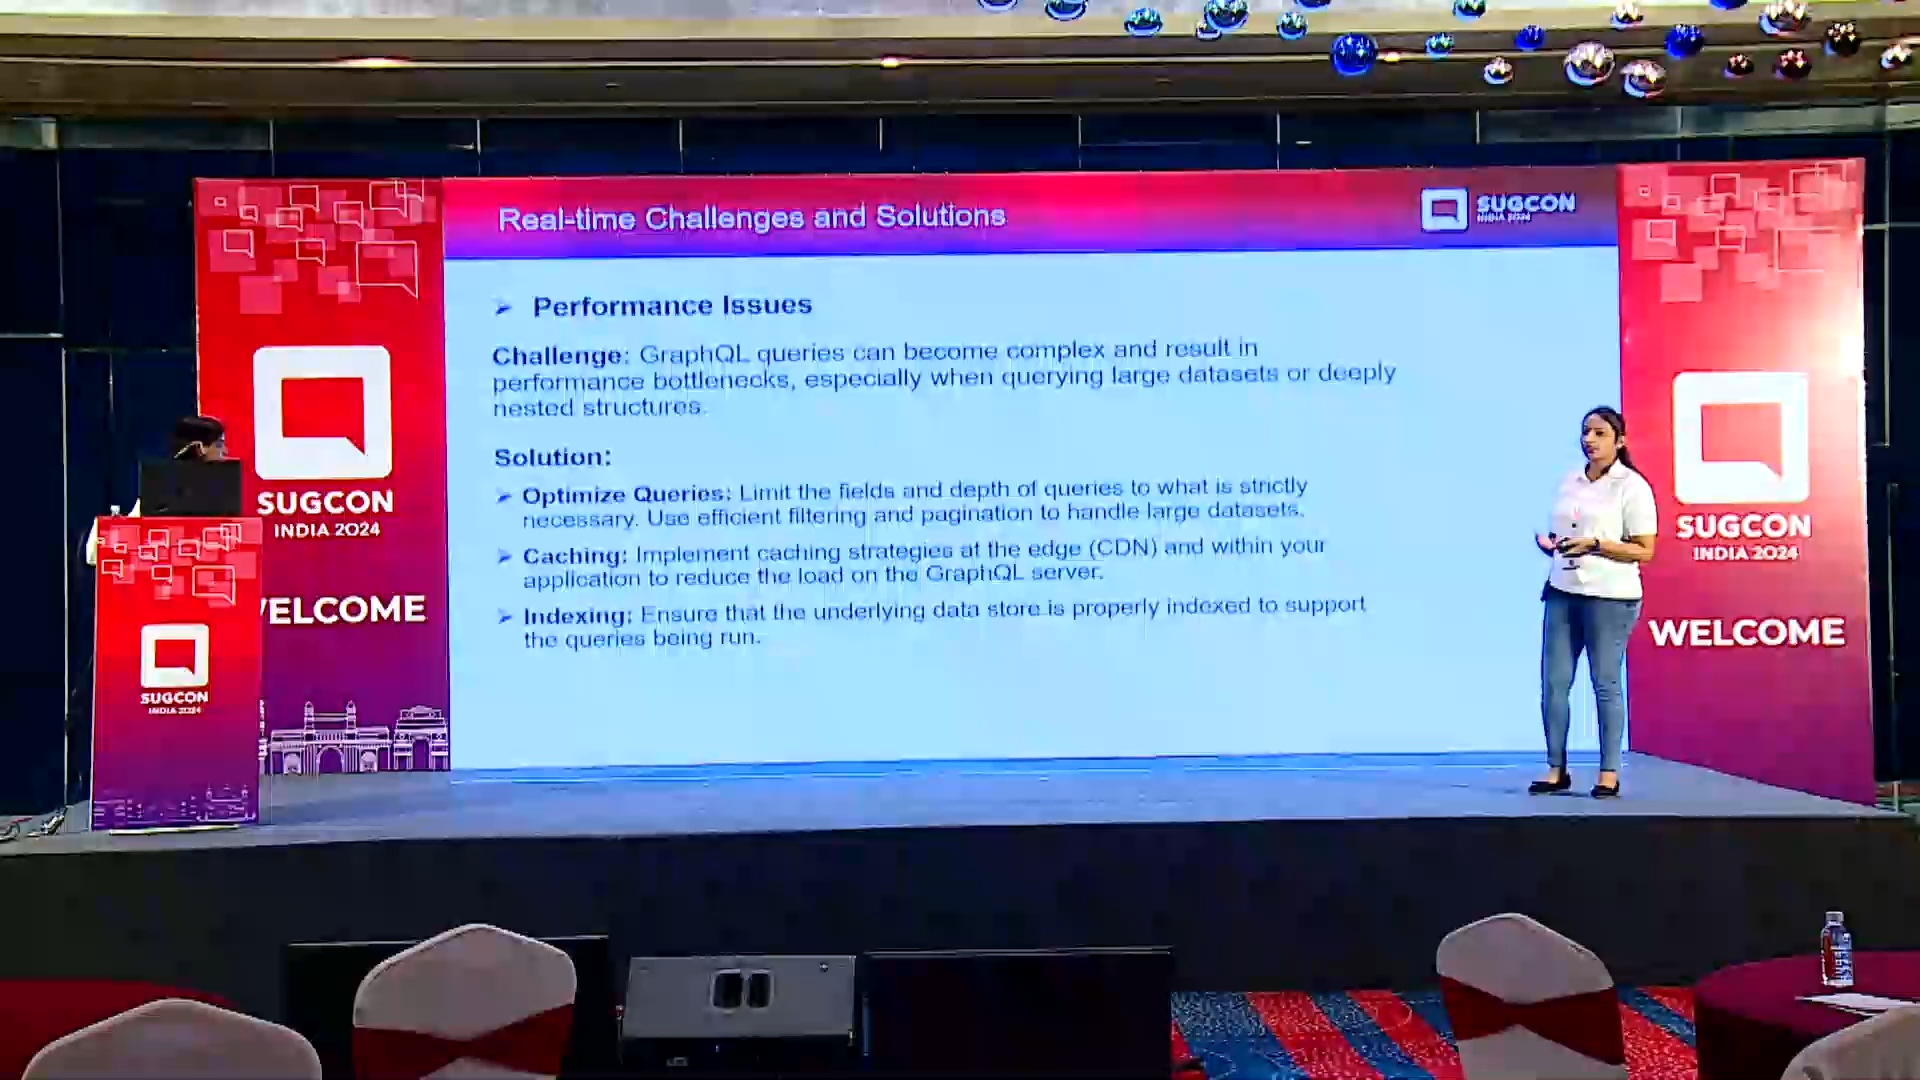 Real-time Challenges and Solutions
SUGCON
INDIA 2024
➢ Performance Issues
Challenge: GraphQL queries can become complex and result in
performance bottlenecks, especially when querying large datasets or deeply
nested structures.
Solution:
➢ Optimize Queries: Limit the fields and depth of queries to what is strictly
necessary. Use efficient filtering and pagination to handle large datasets.
➢ Caching: Implement caching strategies at the edge (CDN) and within your
application to reduce the load on the GraphQL server.
➢ Indexing: Ensure that the underlying data store is properly indexed to support
the queries being run.
SUGCON
INDIA 2024
ELCOME
SUGCON
INDIA 2024
SUGCON
INDIA 2024
WELCOME